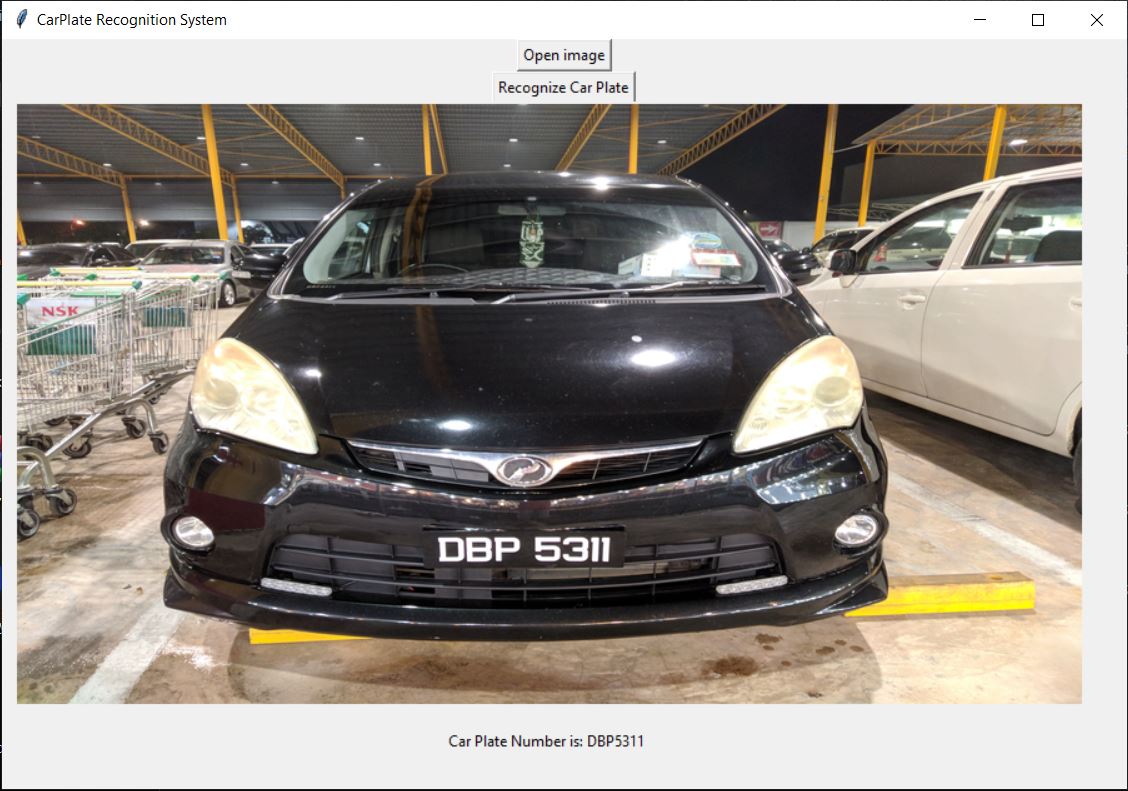 CarPlate Recognition System
Open image
Recognize Car Plate
NSK
DBP 5311
Car Plate Number is: DBP5311